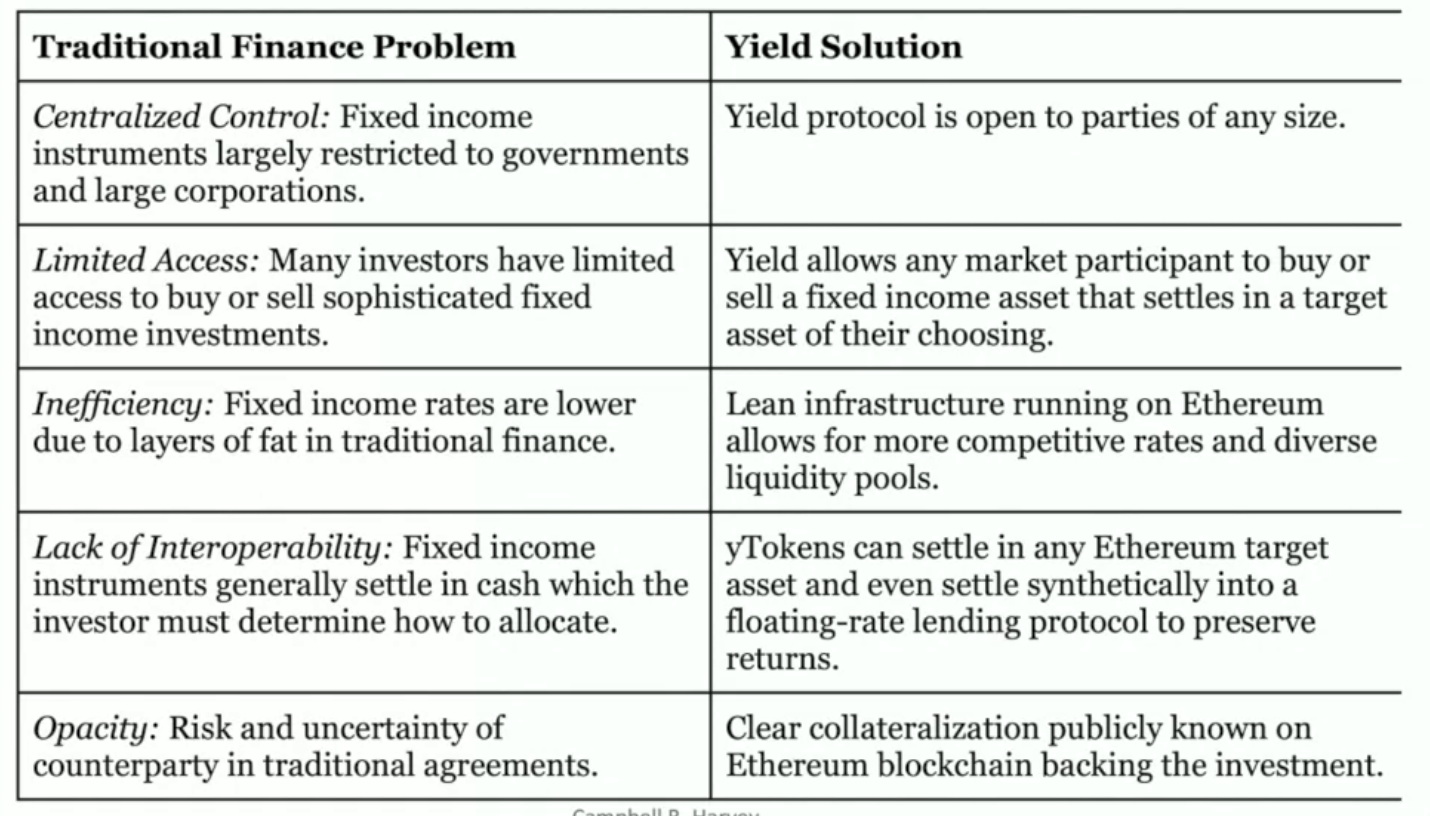 Traditional Finance Problem
Yield Solution
Centralized Control: Fixed income
instruments largely restricted to governments
and large corporations.
Yield protocol is open to parties of any size.
Limited Access: Many investors have limited
access to buy or sell sophisticated fixed
income investments.
Yield allows any market participant to buy or
sell a fixed income asset that settles in a target
asset of their choosing.
Inefficiency: Fixed income rates are lower
due to layers of fat in traditional finance.
Lean infrastructure running on Ethereum
allows for more competitive rates and diverse
liquidity pools.
Lack of Interoperability: Fixed income
instruments generally settle in cash which the
investor must determine how to allocate.
yTokens can settle in any Ethereum target
asset and even settle synthetically into a
floating-rate lending protocol to preserve
returns.
Opacity: Risk and uncertainty of
counterparty in traditional agreements.
Clear collateralization publicly known on
Ethereum blockchain backing the investment.
Campbell R. Harvey